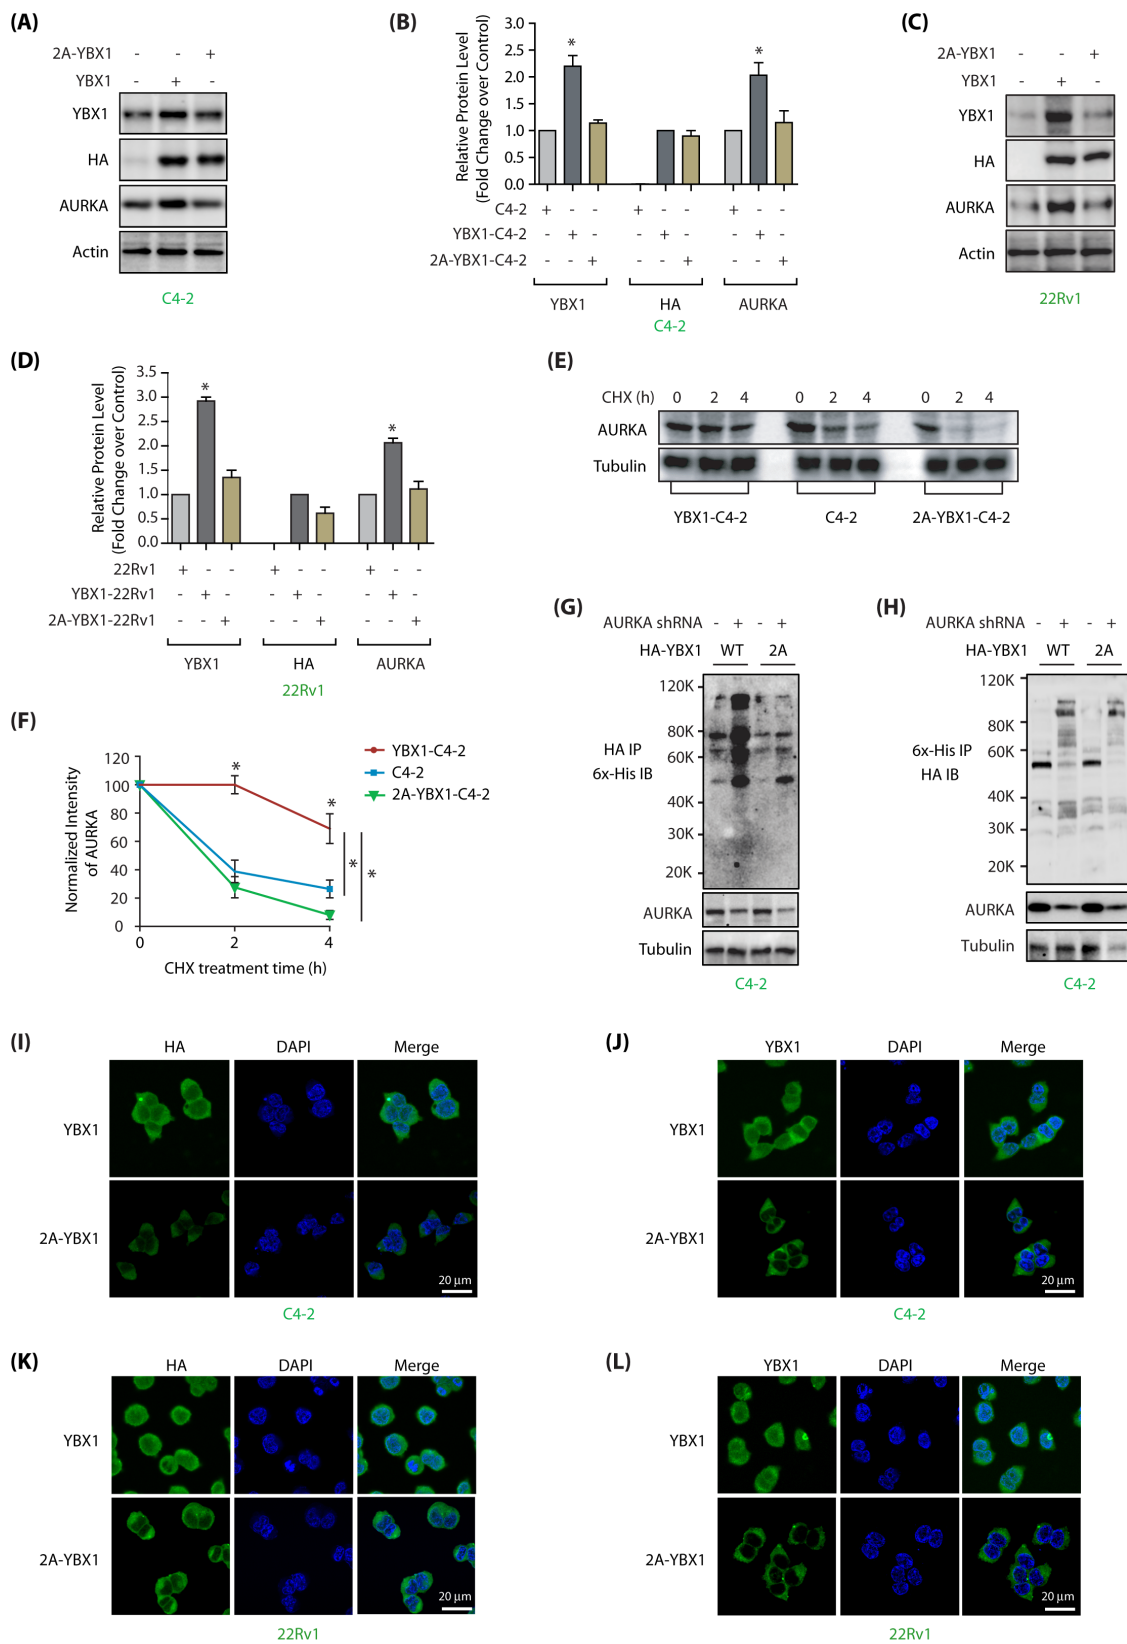 (A)
2A-YBX1 - - +
YBX1 - + -
YBX1
HA
AURKA
Actin
C4-2
(B)
Relative Protein Level
(Fold Change over Control)
3.0
2.5
2.0
1.5
1.0
0.5
0.0
* *
C4-2 + - - + - - + - -
YBX1-C4-2 - + - - + - - + -
2A-YBX1-C4-2 - - + - - + - - +
YBX1 HA AURKA
C4-2
(C)
2A-YBX1 - - +
YBX1 - + -
YBX1
HA
AURKA
Actin
22Rv1
(D)
Relative Protein Level
(Fold Change over Control)
3.5
3.0
2.5
2.0
1.5
1.0
0.5
0.0
* *
22Rv1 + - - + - - + - -
YBX1-22Rv1 - + - - + - - + -
2A-YBX1-22Rv1 - - + - - + - - +
YBX1 HA AURKA
22Rv1
(E)
CHX (h) 0 2 4 0 2 4 0 2 4
AURKA
Tubulin
YBX1-C4-2 C4-2 2A-YBX1-C4-2
(F)
Normalized Intensity
of AURKA
120
100
80
60
40
20
0
0 2 4
CHX treatment time (h)
* * * *
YBX1-C4-2
C4-2
2A-YBX1-C4-2
(G)
AURKA shRNA - + - +
HA-YBX1 WT 2A
120K
80K
60K
40K
30K
20K
HA IP
6x-His IB
AURKA
Tubulin
C4-2
(H)
AURKA shRNA - + - +
HA-YBX1 WT 2A
120K
80K
60K
40K
30K
20K
6x-His IP
HA IB
AURKA
Tubulin
C4-2
(I)
HA DAPI Merge
YBX1
2A-YBX1
20 µm
C4-2
(J)
YBX1 DAPI Merge
YBX1
2A-YBX1
20 µm
C4-2
(K)
HA DAPI Merge
YBX1
2A-YBX1
20 µm
22Rv1
(L)
YBX1 DAPI Merge
YBX1
2A-YBX1
20 µm
22Rv1